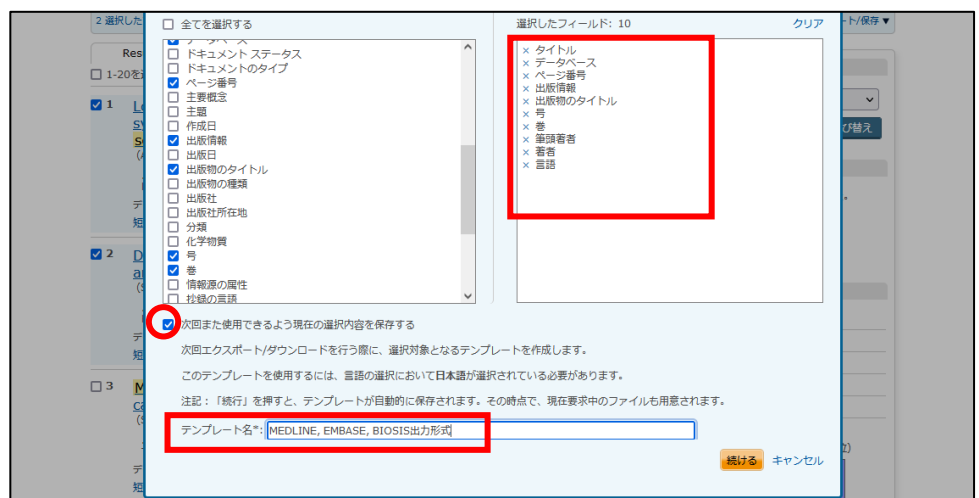 2 選択した
ト/保存▼
全てを選択する
選択したフィールド: 10
クリア
データベース
ドキュメント ステータス
ドキュメントのタイプ
ページ番号
主要概念
主題
作成日
出版情報
出版日
出版物のタイトル
出版物の種類
出版社
出版社所在地
分類
化学物質
号
巻
情報源の属性
抄録の言語
× タイトル
× データベース
× ページ番号
× 出版情報
× 出版物のタイトル
× 号
× 巻
× 筆頭著者
× 著者
× 言語
Res
1-20を
1
2
3
び替え
次回また使用できるよう現在の選択内容を保存する
次回エクスポート/ダウンロードを行う際に、選択対象となるテンプレートを作成します。
このテンプレートを使用するには、言語の選択において日本語が選択されている必要があります。
注記：「続行」を押すと、テンプレートが自動的に保存されます。その時点で、現在要求中のファイルも用意されます。
テンプレート名*: MEDLINE, EMBASE, BIOSIS出力形式
続ける キャンセル